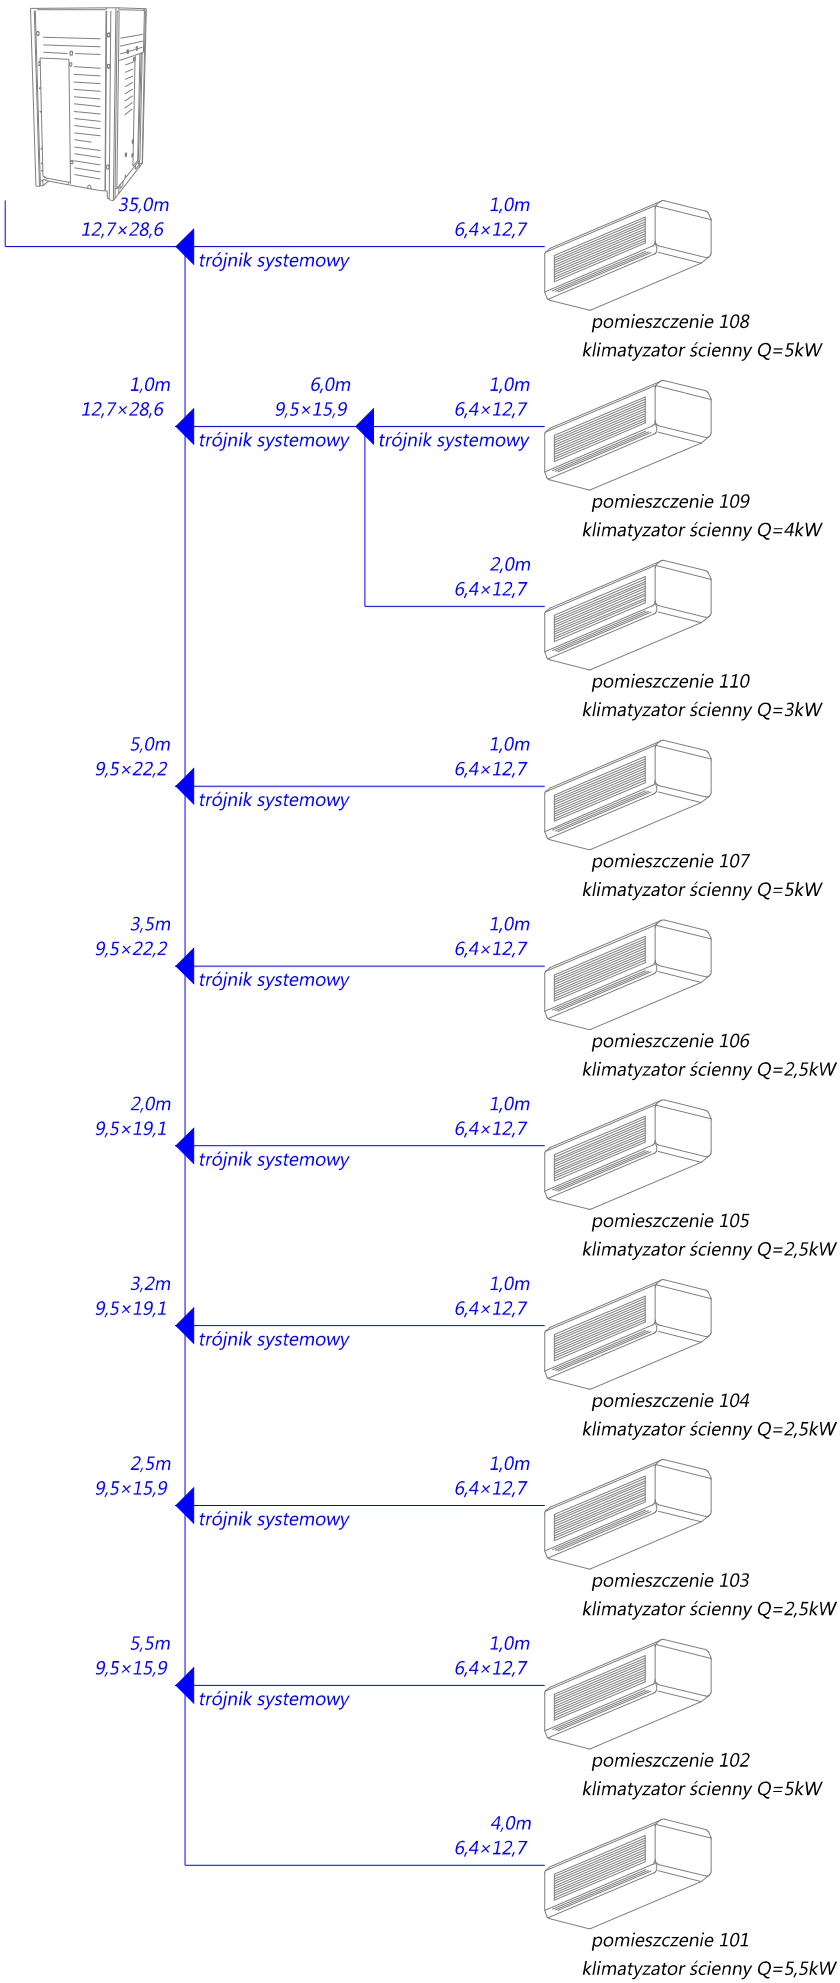 35,0m
12,7×28,6
1,0m
6,4×12,7
trójnik systemowy
pomieszczenie 108
klimatyzator ścienny Q=5kW
1,0m
12,7×28,6
6,0m
9,5×15,9
1,0m
6,4×12,7
trójnik systemowy
trójnik systemowy
pomieszczenie 109
klimatyzator ścienny Q=4kW
2,0m
6,4×12,7
pomieszczenie 110
klimatyzator ścienny Q=3kW
5,0m
9,5×22,2
1,0m
6,4×12,7
trójnik systemowy
pomieszczenie 107
klimatyzator ścienny Q=5kW
3,5m
9,5×22,2
1,0m
6,4×12,7
trójnik systemowy
pomieszczenie 106
klimatyzator ścienny Q=2,5kW
2,0m
9,5×19,1
1,0m
6,4×12,7
trójnik systemowy
pomieszczenie 105
klimatyzator ścienny Q=2,5kW
3,2m
9,5×19,1
1,0m
6,4×12,7
trójnik systemowy
pomieszczenie 104
klimatyzator ścienny Q=2,5kW
2,5m
9,5×15,9
1,0m
6,4×12,7
trójnik systemowy
pomieszczenie 103
klimatyzator ścienny Q=2,5kW
5,5m
9,5×15,9
1,0m
6,4×12,7
trójnik systemowy
pomieszczenie 102
klimatyzator ścienny Q=5kW
4,0m
6,4×12,7
pomieszczenie 101
klimatyzator ścienny Q=5,5kW